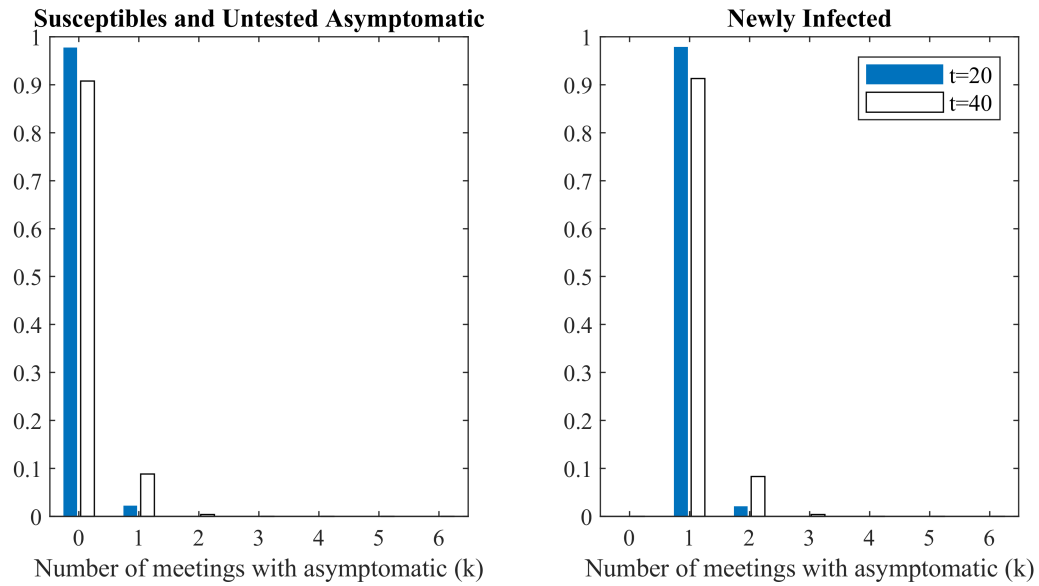 Susceptibles and Untested Asymptomatic
1
0.9
0.8
0.7
0.6
0.5
0.4
0.3
0.2
0.1
0
0 1 2 3 4 5 6
Number of meetings with asymptomatic (k)
Newly Infected
1
0.9
0.8
0.7
0.6
0.5
0.4
0.3
0.2
0.1
0
t=20
t=40
0 1 2 3 4 5 6
Number of meetings with asymptomatic (k)